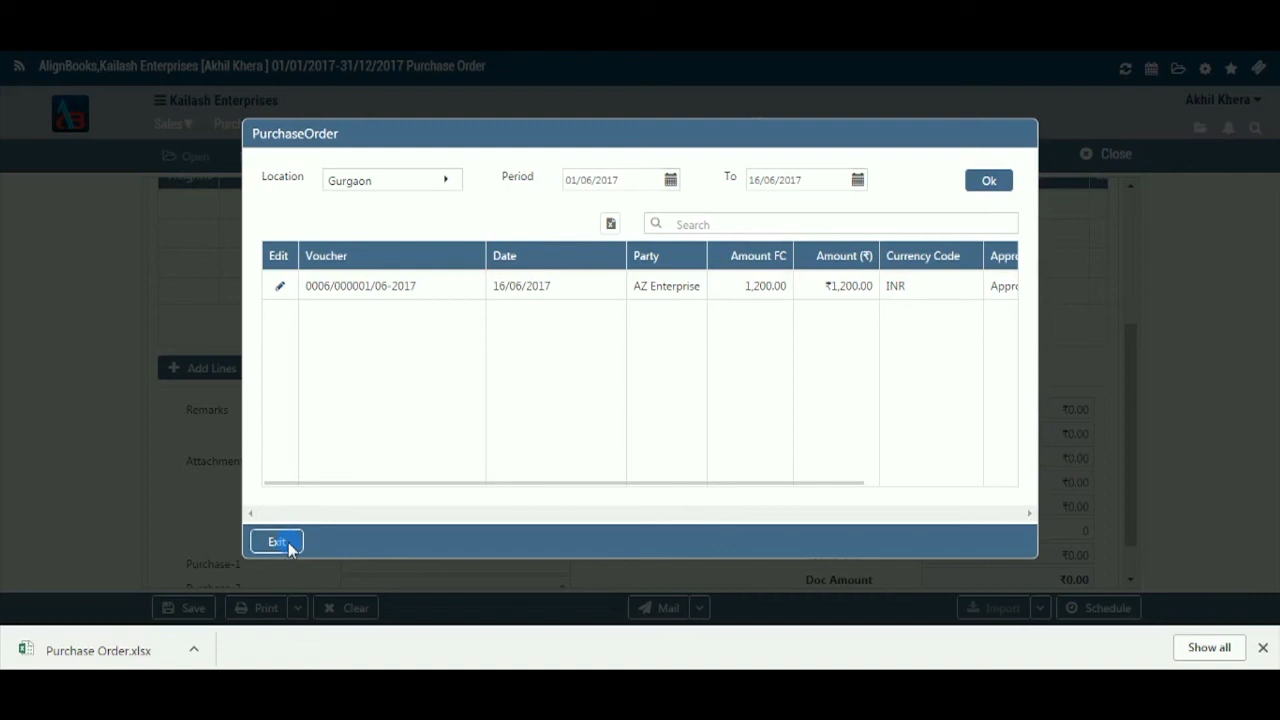 AlignBooks,Kailash Enterprises [Akhil Khera ] 01/01/2017-31/12/2017 Purchase Order
Kailash Enterprises
Akhil Khera
Sales
Open
Close
PurchaseOrder
Location Gurgaon Period 01/06/2017 To 16/06/2017 Ok
Search
Edit Voucher Date Party Amount FC Amount (₹) Currency Code Appro
0006/000001/06-2017 16/06/2017 AZ Enterprise 1,200.00 ₹1,200.00 INR Appro
Add Lines
Remarks
Attachment
₹0.00
₹0.00
₹0.00
₹0.00
₹0.00
0
₹0.00
Exit
Purchase-1
Doc Amount ₹0.00
Save Print Clear Mail Import Schedule
Purchase Order.xlsx Show all